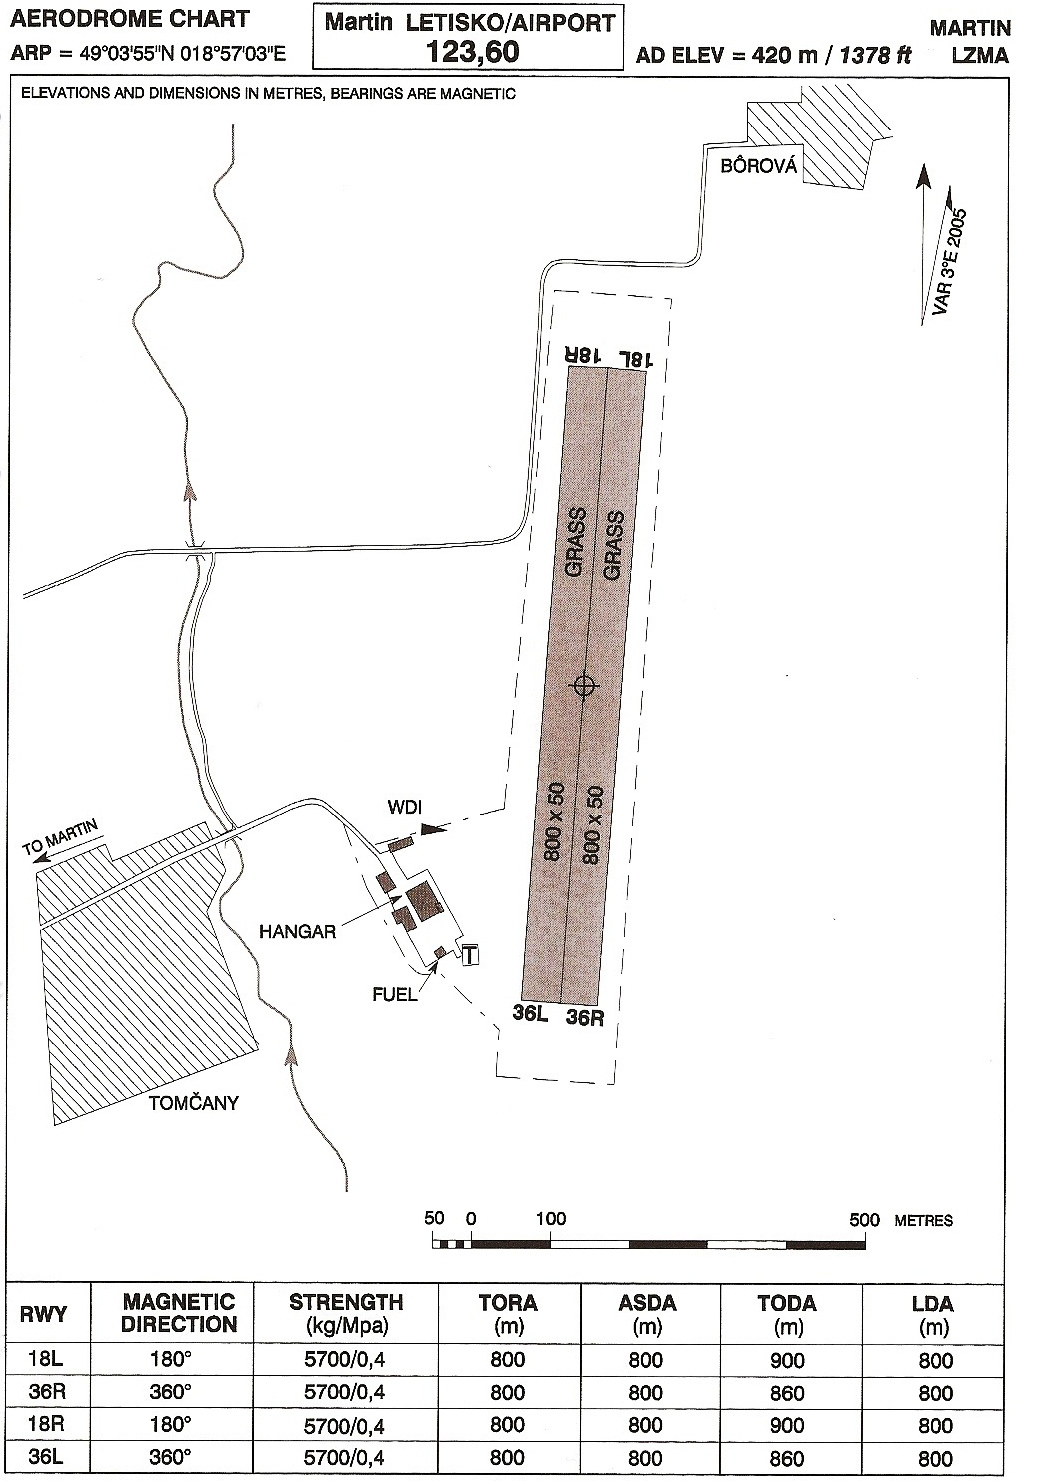 AERODROME CHART
ARP = 49°03'55"N 018°57'03"E
Martin LETISKO/AIRPORT
123,60
AD ELEV = 420 m / 1378 ft
MARTIN
LZMA
ELEVATIONS AND DIMENSIONS IN METRES, BEARINGS ARE MAGNETIC
BÔROVÁ
VAR 3°E 2005
18R 18L
GRASS
GRASS
800 x 50
800 x 50
WDI
TO MARTIN
HANGAR
T
FUEL
36L 36R
TOMČANY
50 0 100 500 METRES
RWY MAGNETIC DIRECTION STRENGTH (kg/Mpa) TORA (m) ASDA (m) TODA (m) LDA (m)
18L 180° 5700/0,4 800 800 900 800
36R 360° 5700/0,4 800 800 860 800
18R 180° 5700/0,4 800 800 900 800
36L 360° 5700/0,4 800 800 860 800